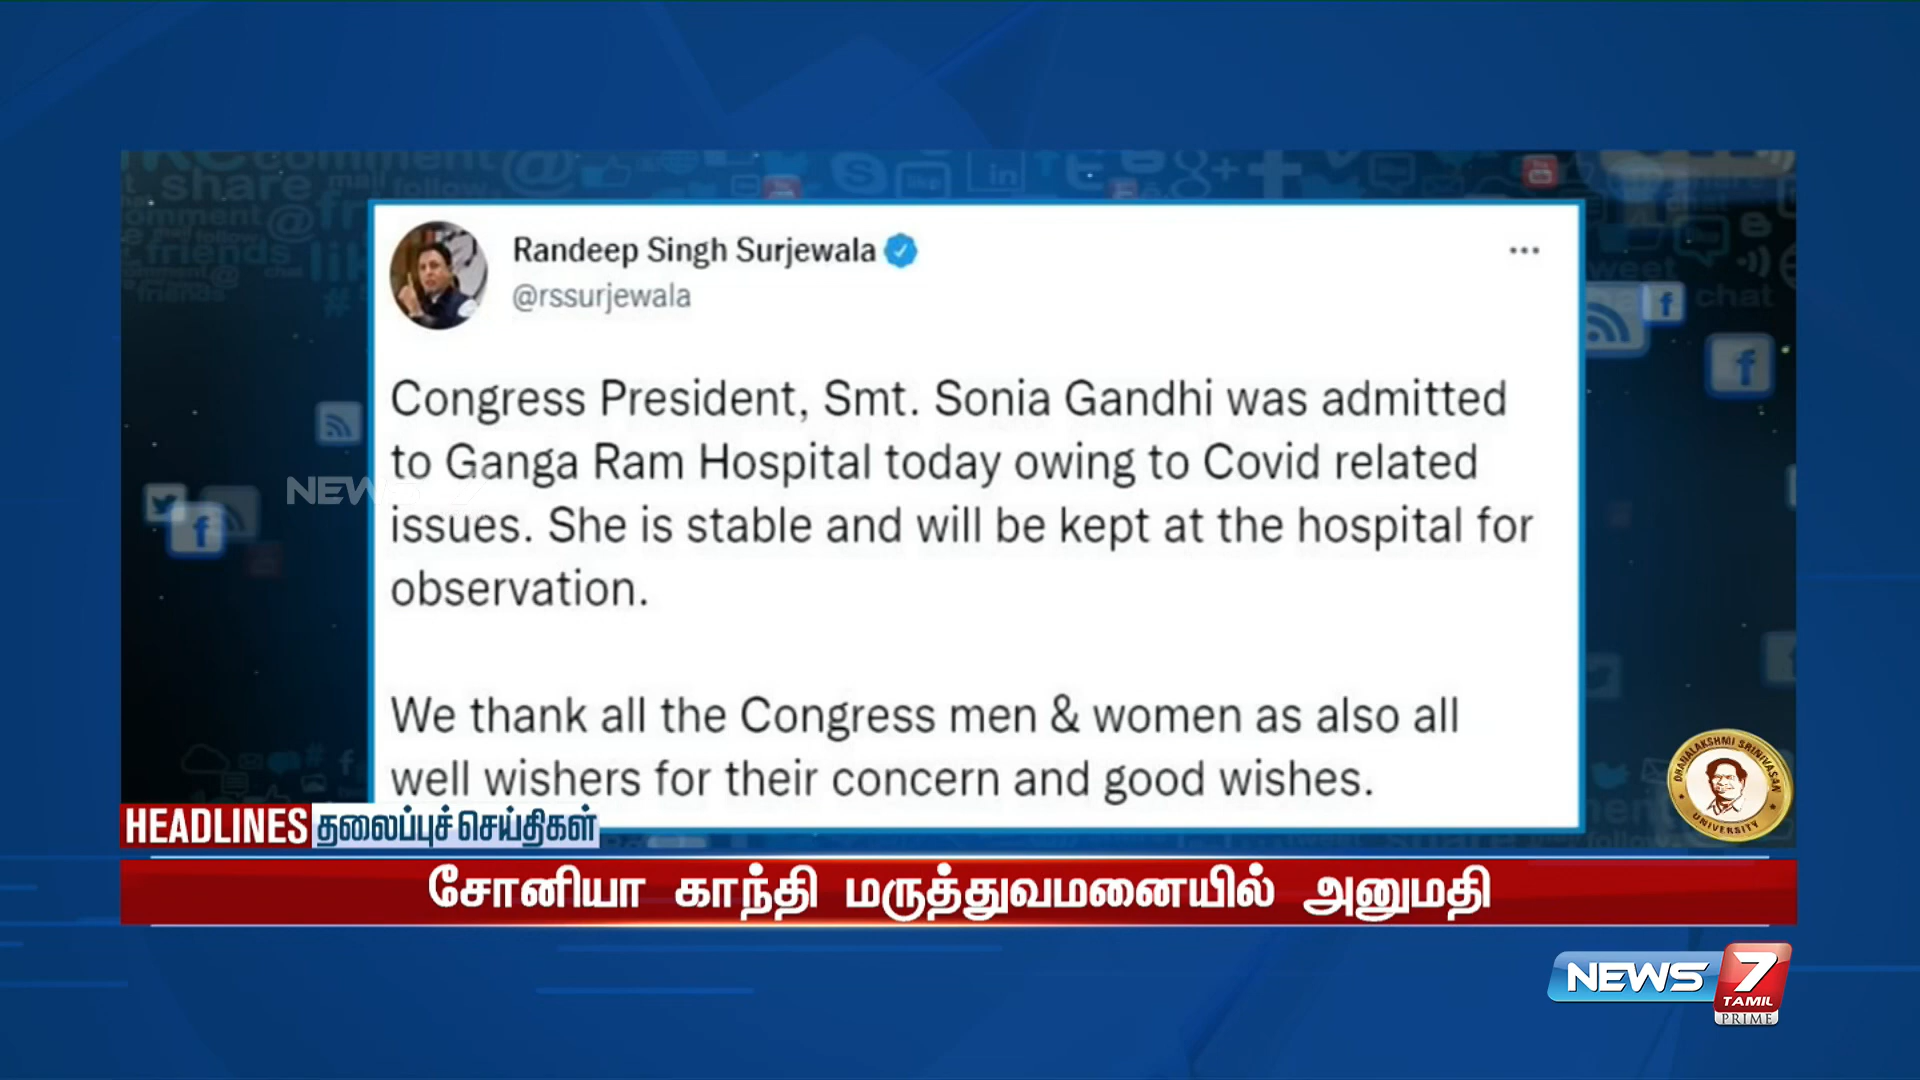 Randeep Singh Surjewala
@rssurjewala
Congress President, Smt. Sonia Gandhi was admitted
to Ganga Ram Hospital today owing to Covid related
issues. She is stable and will be kept at the hospital for
observation.
We thank all the Congress men & women as also all
well wishers for their concern and good wishes.
HEADLINES தலைப்புச் செய்திகள்
சோனியா காந்தி மருத்துவமனையில் அனுமதி
DHANALAKSHMI SRINIVASAN
UNIVERSITY
NEWS 7
TAMIL
PRIME